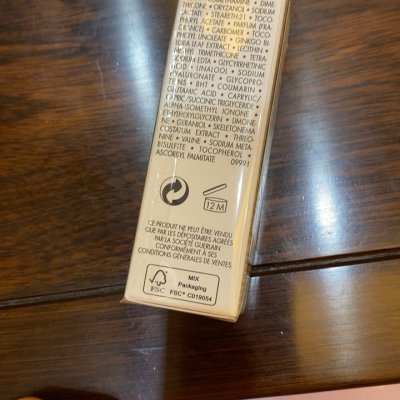 THICONE • ORYZANOL • SODIUM
LACTATE • STEARETH-21 • TOCO-
PHERYL ACETATE • PARFUM (FRA-
GRANCE) • CARBOMER • TOCO
PHERYL LINOLEATE • GINKGO BI-
LOBA LEAF EXTRACT • LECITHIN •
PHENYL TRIMETHICONE • TETRA-
SODIUM EDTA • GLYCYRRHETINIC
ACID • LINALOOL • SODIUM
HYALURONATE • GLYCOPRO-
TEINS • BHT • COUMARIN •
GLUTAMIC ACID • CAPRYLIC/
CAPRIC/SUCCINIC TRIGLYCERIDE •
ALPHA-ISOMETHYL IONONE •
ETHYLHEXYLGLYCERIN • LIMONE-
NE • GERANIOL • SKELETONEMA
COSTATUM EXTRACT • THREO-
NINE • VALINE • SODIUM META-
BISULFITE • TOCOPHEROL •
ASCORBYL PALMITATE 09991
12 M
CE PRODUIT NE PEUT ÊTRE VENDU
QUE PAR LES DÉPOSITAIRES AGRÉÉS
PAR LA SOCIÉTÉ GUERLAIN
CONFORMÉMENT À SES
CONDITIONS GÉNÉRALES DE VENTES.
FSC
MIX
Packaging
FSC® C019054